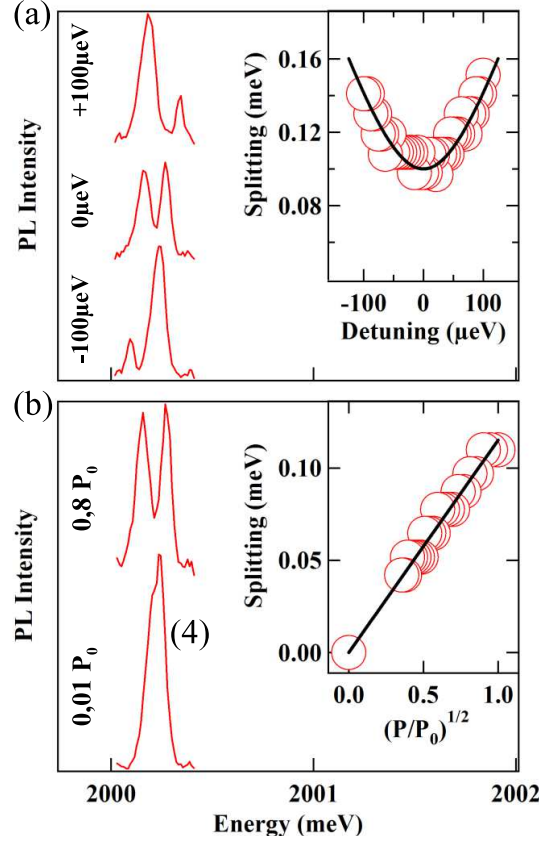 (a)
PL Intensity
+100μeV
0μeV
-100μeV
Splitting (meV)
0.16
0.12
0.08
-100 0 100
Detuning (μeV)
(b)
PL Intensity
0,8 P0
0,01 P0
(4)
Splitting (meV)
0.10
0.05
0.00
0.0 0.5 1.0
(P/P0)1/2
2000 2001 2002
Energy (meV)